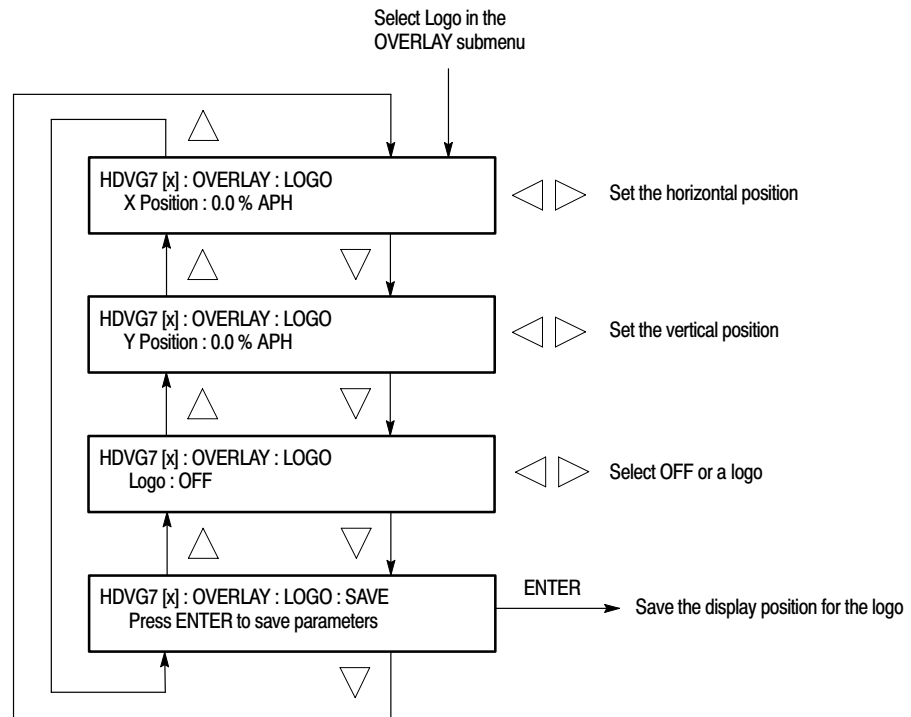 Select Logo in the
OVERLAY submenu
HDVG7 [x] : OVERLAY : LOGO
X Position : 0.0 % APH
Set the horizontal position
HDVG7 [x] : OVERLAY : LOGO
Y Position : 0.0 % APH
Set the vertical position
HDVG7 [x] : OVERLAY : LOGO
Logo : OFF
Select OFF or a logo
HDVG7 [x] : OVERLAY : LOGO : SAVE
Press ENTER to save parameters
ENTER
Save the display position for the logo